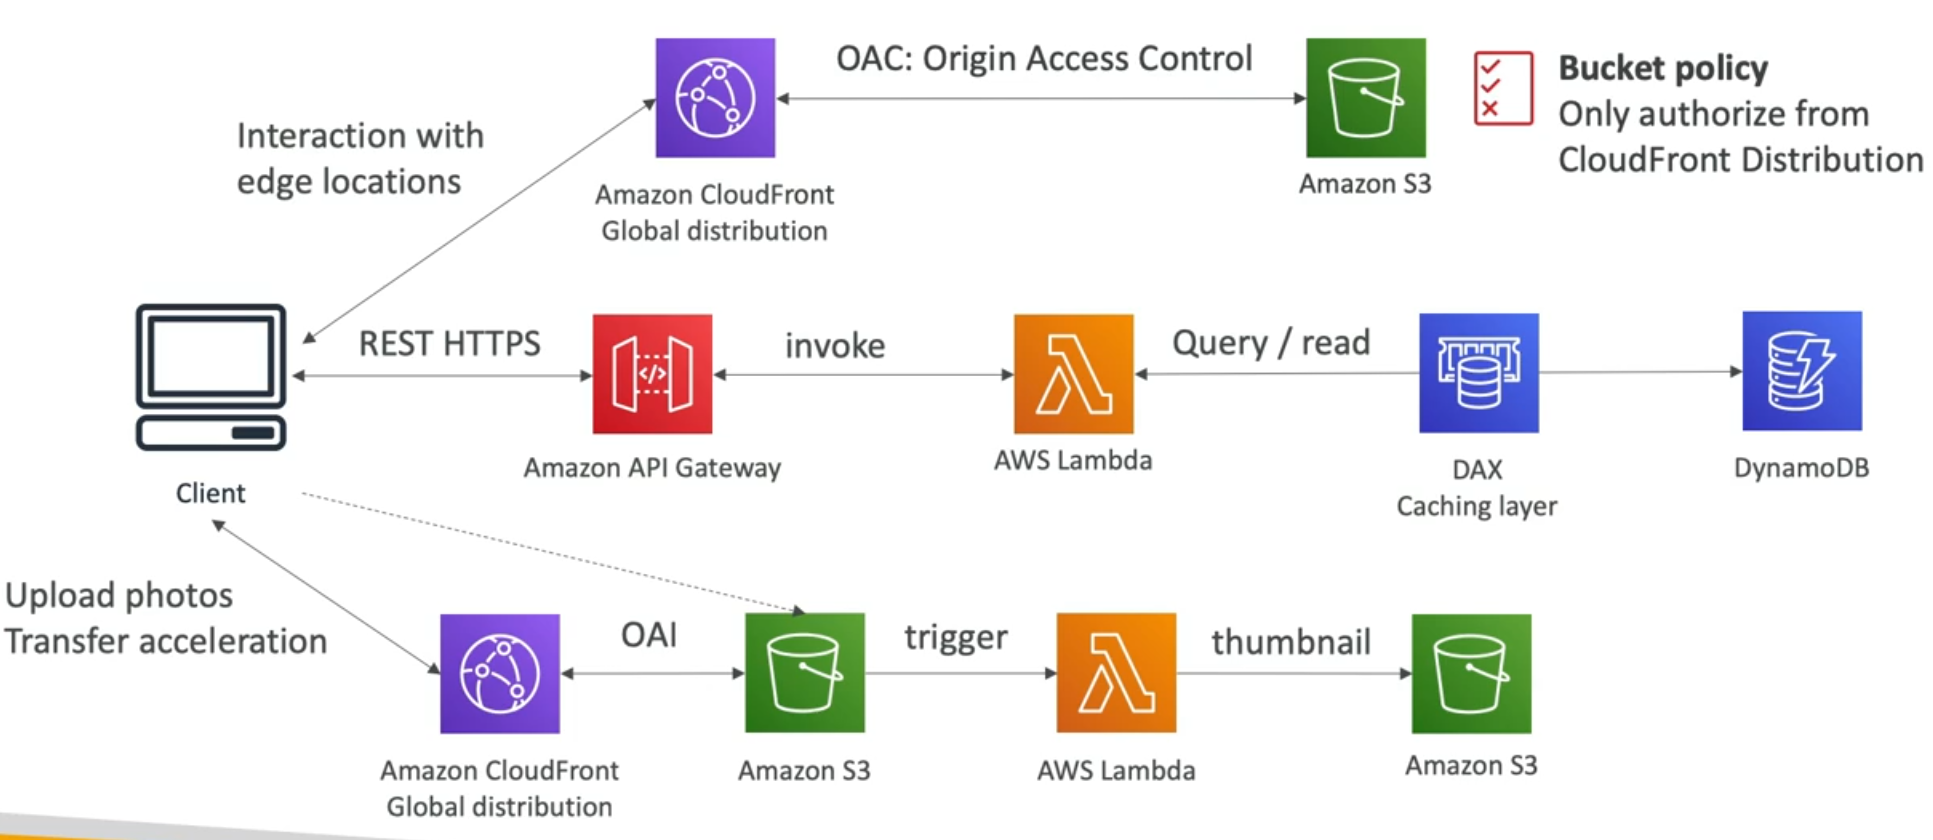 OAC: Origin Access Control
Bucket policy
Only authorize from
CloudFront Distribution
Interaction with
edge locations
Amazon CloudFront
Global distribution
Amazon S3
REST HTTPS
invoke
Query / read
</>
Amazon API Gateway
AWS Lambda
DAX
Caching layer
DynamoDB
Client
Upload photos
Transfer acceleration
OAI
trigger
thumbnail
Amazon CloudFront
Global distribution
Amazon S3
AWS Lambda
Amazon S3